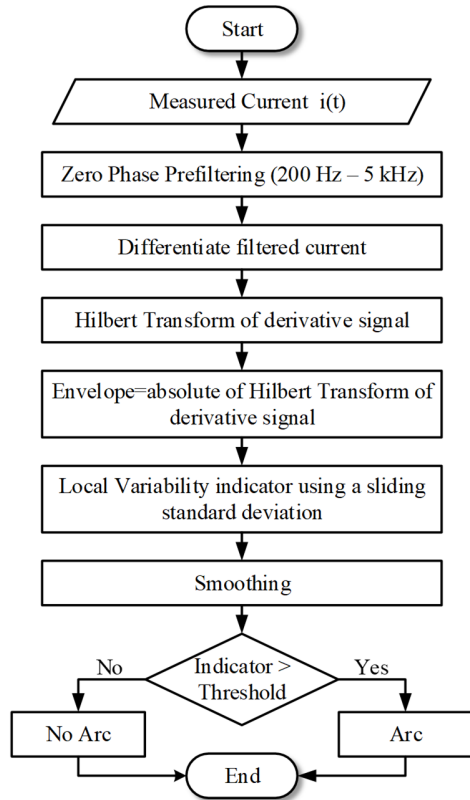 Start
Measured Current i(t)
Zero Phase Prefiltering (200 Hz – 5 kHz)
Differentiate filtered current
Hilbert Transform of derivative signal
Envelope=absolute of Hilbert Transform of
derivative signal
Local Variability indicator using a sliding
standard deviation
Smoothing
Indicator >
Threshold
No
Yes
No Arc
Arc
End